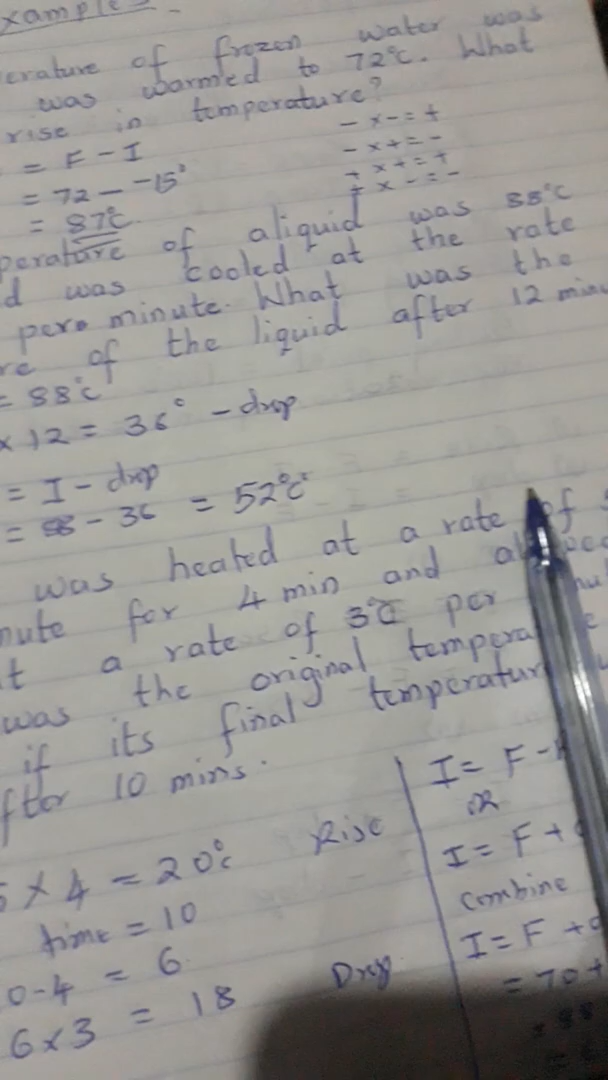 xample
erature of frozen water was
was warmed to 72°c. What
rise in temperature?
= F - I
= 72 - -15°
= 87°c
- x - = +
- x + = -
+ x + = +
+ x - = -
perature of aliquid was 88°c
d was cooled at the rate
pere minute. What was the
re of the liquid after 12 minu
= 88°c
x 12 = 36° - drop
= I - drop
= 88 - 36 = 52°c
was heated at a rate of
nute for 4 min and
t a rate of 3°c per
was the original tempera
if its final temperatur
fter 10 mins.
5 x 4 = 20°c Rise
time = 10
0-4 = 6
6x3 = 18 Drop
I = F -
OR
I = F +
combine
I = F +
= 70 +